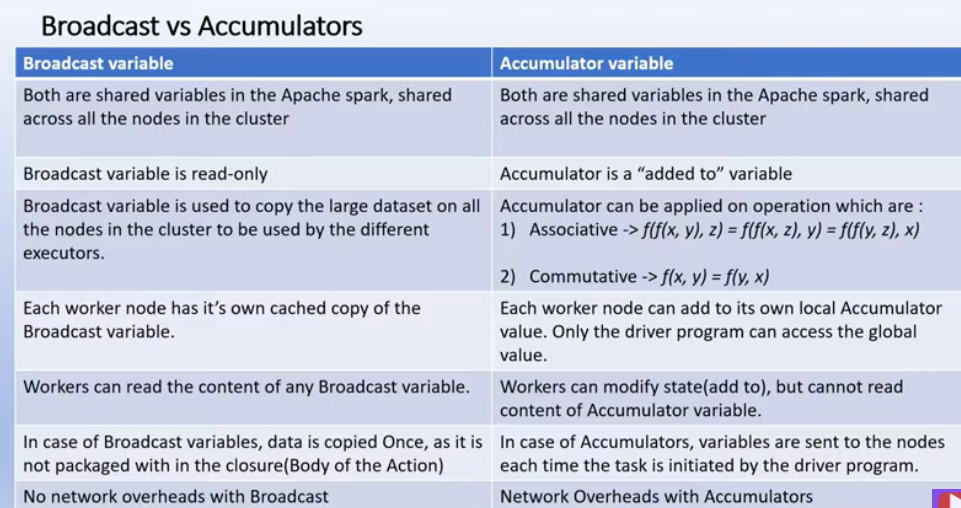 Broadcast vs Accumulators
Broadcast variable
Accumulator variable
Both are shared variables in the Apache spark, shared
across all the nodes in the cluster
Both are shared variables in the Apache spark, shared
across all the nodes in the cluster
Broadcast variable is read-only
Accumulator is a “added to” variable
Broadcast variable is used to copy the large dataset on all
the nodes in the cluster to be used by the different
executors.
Accumulator can be applied on operation which are :
1) Associative -> f(f(x, y), z) = f(f(x, z), y) = f(f(y, z), x)
2) Commutative -> f(x, y) = f(y, x)
Each worker node has it’s own cached copy of the
Broadcast variable.
Each worker node can add to its own local Accumulator
value. Only the driver program can access the global
value.
Workers can read the content of any Broadcast variable.
Workers can modify state(add to), but cannot read
content of Accumulator variable.
In case of Broadcast variables, data is copied Once, as it is
not packaged with in the closure(Body of the Action)
In case of Accumulators, variables are sent to the nodes
each time the task is initiated by the driver program.
No network overheads with Broadcast
Network Overheads with Accumulators